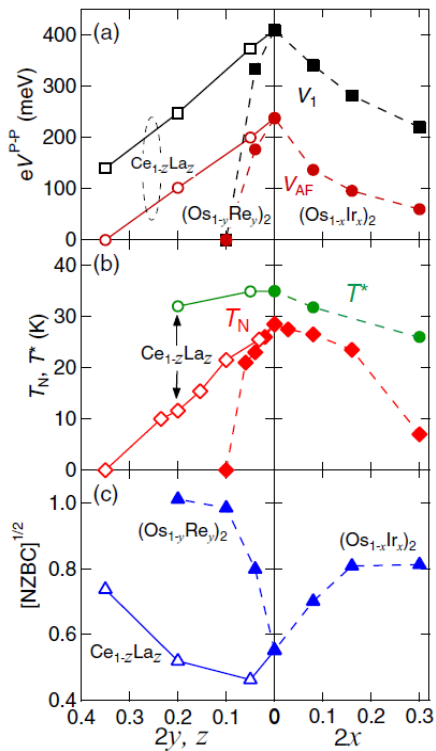 (a)
eV^P-P (meV)
400
300
200
100
0
Ce1-zLaz
V1
VAF
(Os1-yRey)2
(Os1-xIrx)2
(b)
TN, T* (K)
40
30
20
10
0
T*
TN
Ce1-zLaz
(c)
[NZBC]^1/2
1.0
0.8
0.6
0.4
(Os1-yRey)2
(Os1-xIrx)2
Ce1-zLaz
0.4 0.3 0.2 0.1 0 0.1 0.2 0.3
2y, z
2x